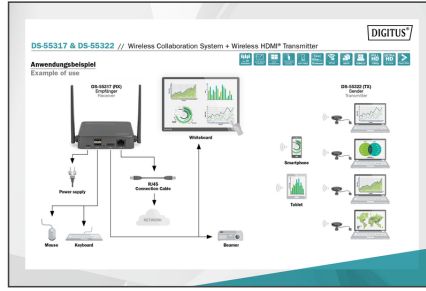 DIGITUS®
DS-55317 & DS-55322 // Wireless Collaboration System + Wireless HDMI® Transmitter
Anwendungsbeispiel
Example of use
DS-55317 (RX)
Empfänger
Receiver
DS-55322 (TX)
Sender
Transmitter
Whiteboard
Smartphone
Tablet
Power supply
RJ45
Connection Cable
NETWORK
Mouse
Keyboard
Beamer